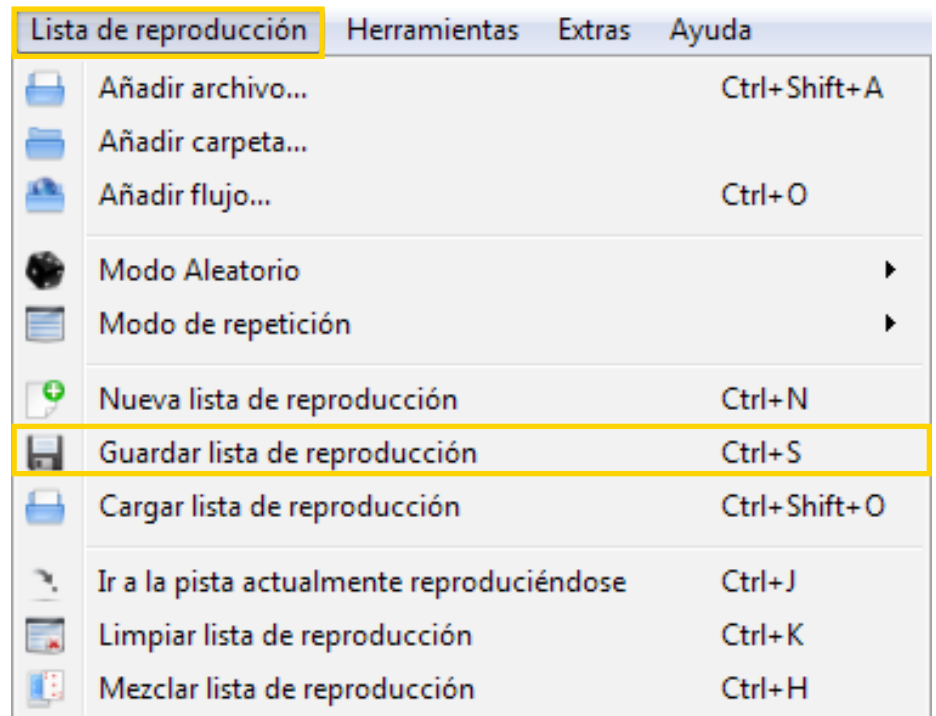 Lista de reproducción Herramientas Extras Ayuda
Añadir archivo... Ctrl+Shift+A
Añadir carpeta...
Añadir flujo... Ctrl+O
Modo Aleatorio
Modo de repetición
Nueva lista de reproducción Ctrl+N
Guardar lista de reproducción Ctrl+S
Cargar lista de reproducción Ctrl+Shift+O
Ir a la pista actualmente reproduciéndose Ctrl+J
Limpiar lista de reproducción Ctrl+K
Mezclar lista de reproducción Ctrl+H